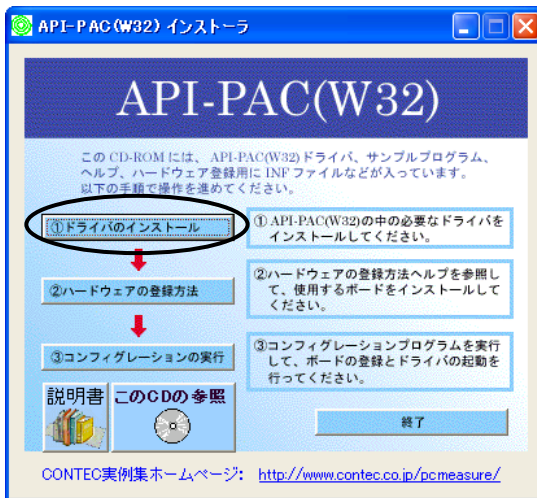 API-PAC(W32) インストーラ
API-PAC(W32)
この CD-ROM には、 API-PAC(W32)ドライバ、サンプルプログラム、
ヘルプ、ハードウェア登録用に INF ファイルなどが入っています。
以下の手順で操作を進めてください。
①ドライバのインストール
①API-PAC(W32)の中の必要なドライバを
インストールしてください。
②ハードウェアの登録方法
②ハードウェアの登録方法ヘルプを参照し
て、使用するボードをインストールして
ください。
③コンフィグレーションの実行
③コンフィグレーションプログラムを実行
して、ボードの登録とドライバの起動を
行ってください。
説明書
このCDの参照
終了
CONTEC実例集ホームページ: http://www.contec.co.jp/pcmeasure/